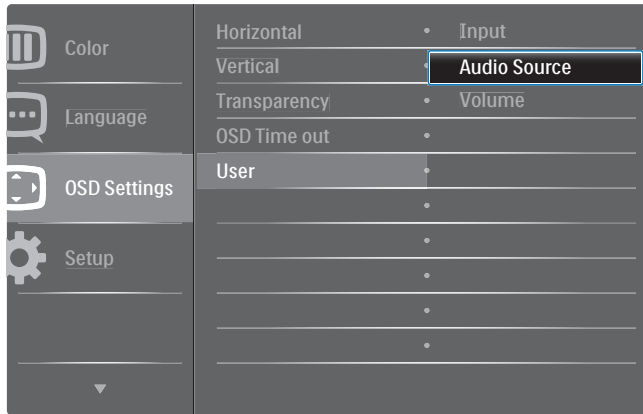 Color
Language
OSD Settings
Setup
Horizontal
Vertical
Transparency
OSD Time out
User
Input
Audio Source
Volume